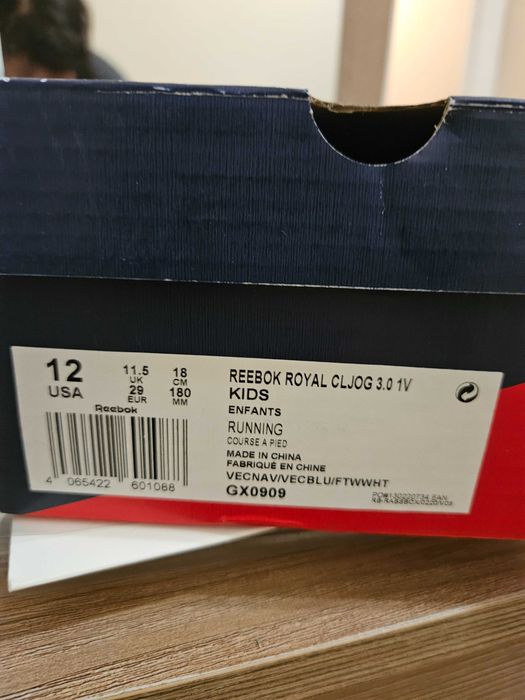 12
USA
11.5
UK
29
EUR
18
CM
180
MM
Reebok
4 065422 601088
REEBOK ROYAL CLJOG 3.0 1V
KIDS
ENFANTS
RUNNING
COURSE A PIED
MADE IN CHINA
FABRIQUÉ EN CHINE
VECNAV/VECBLU/FTWWHT
GX0909